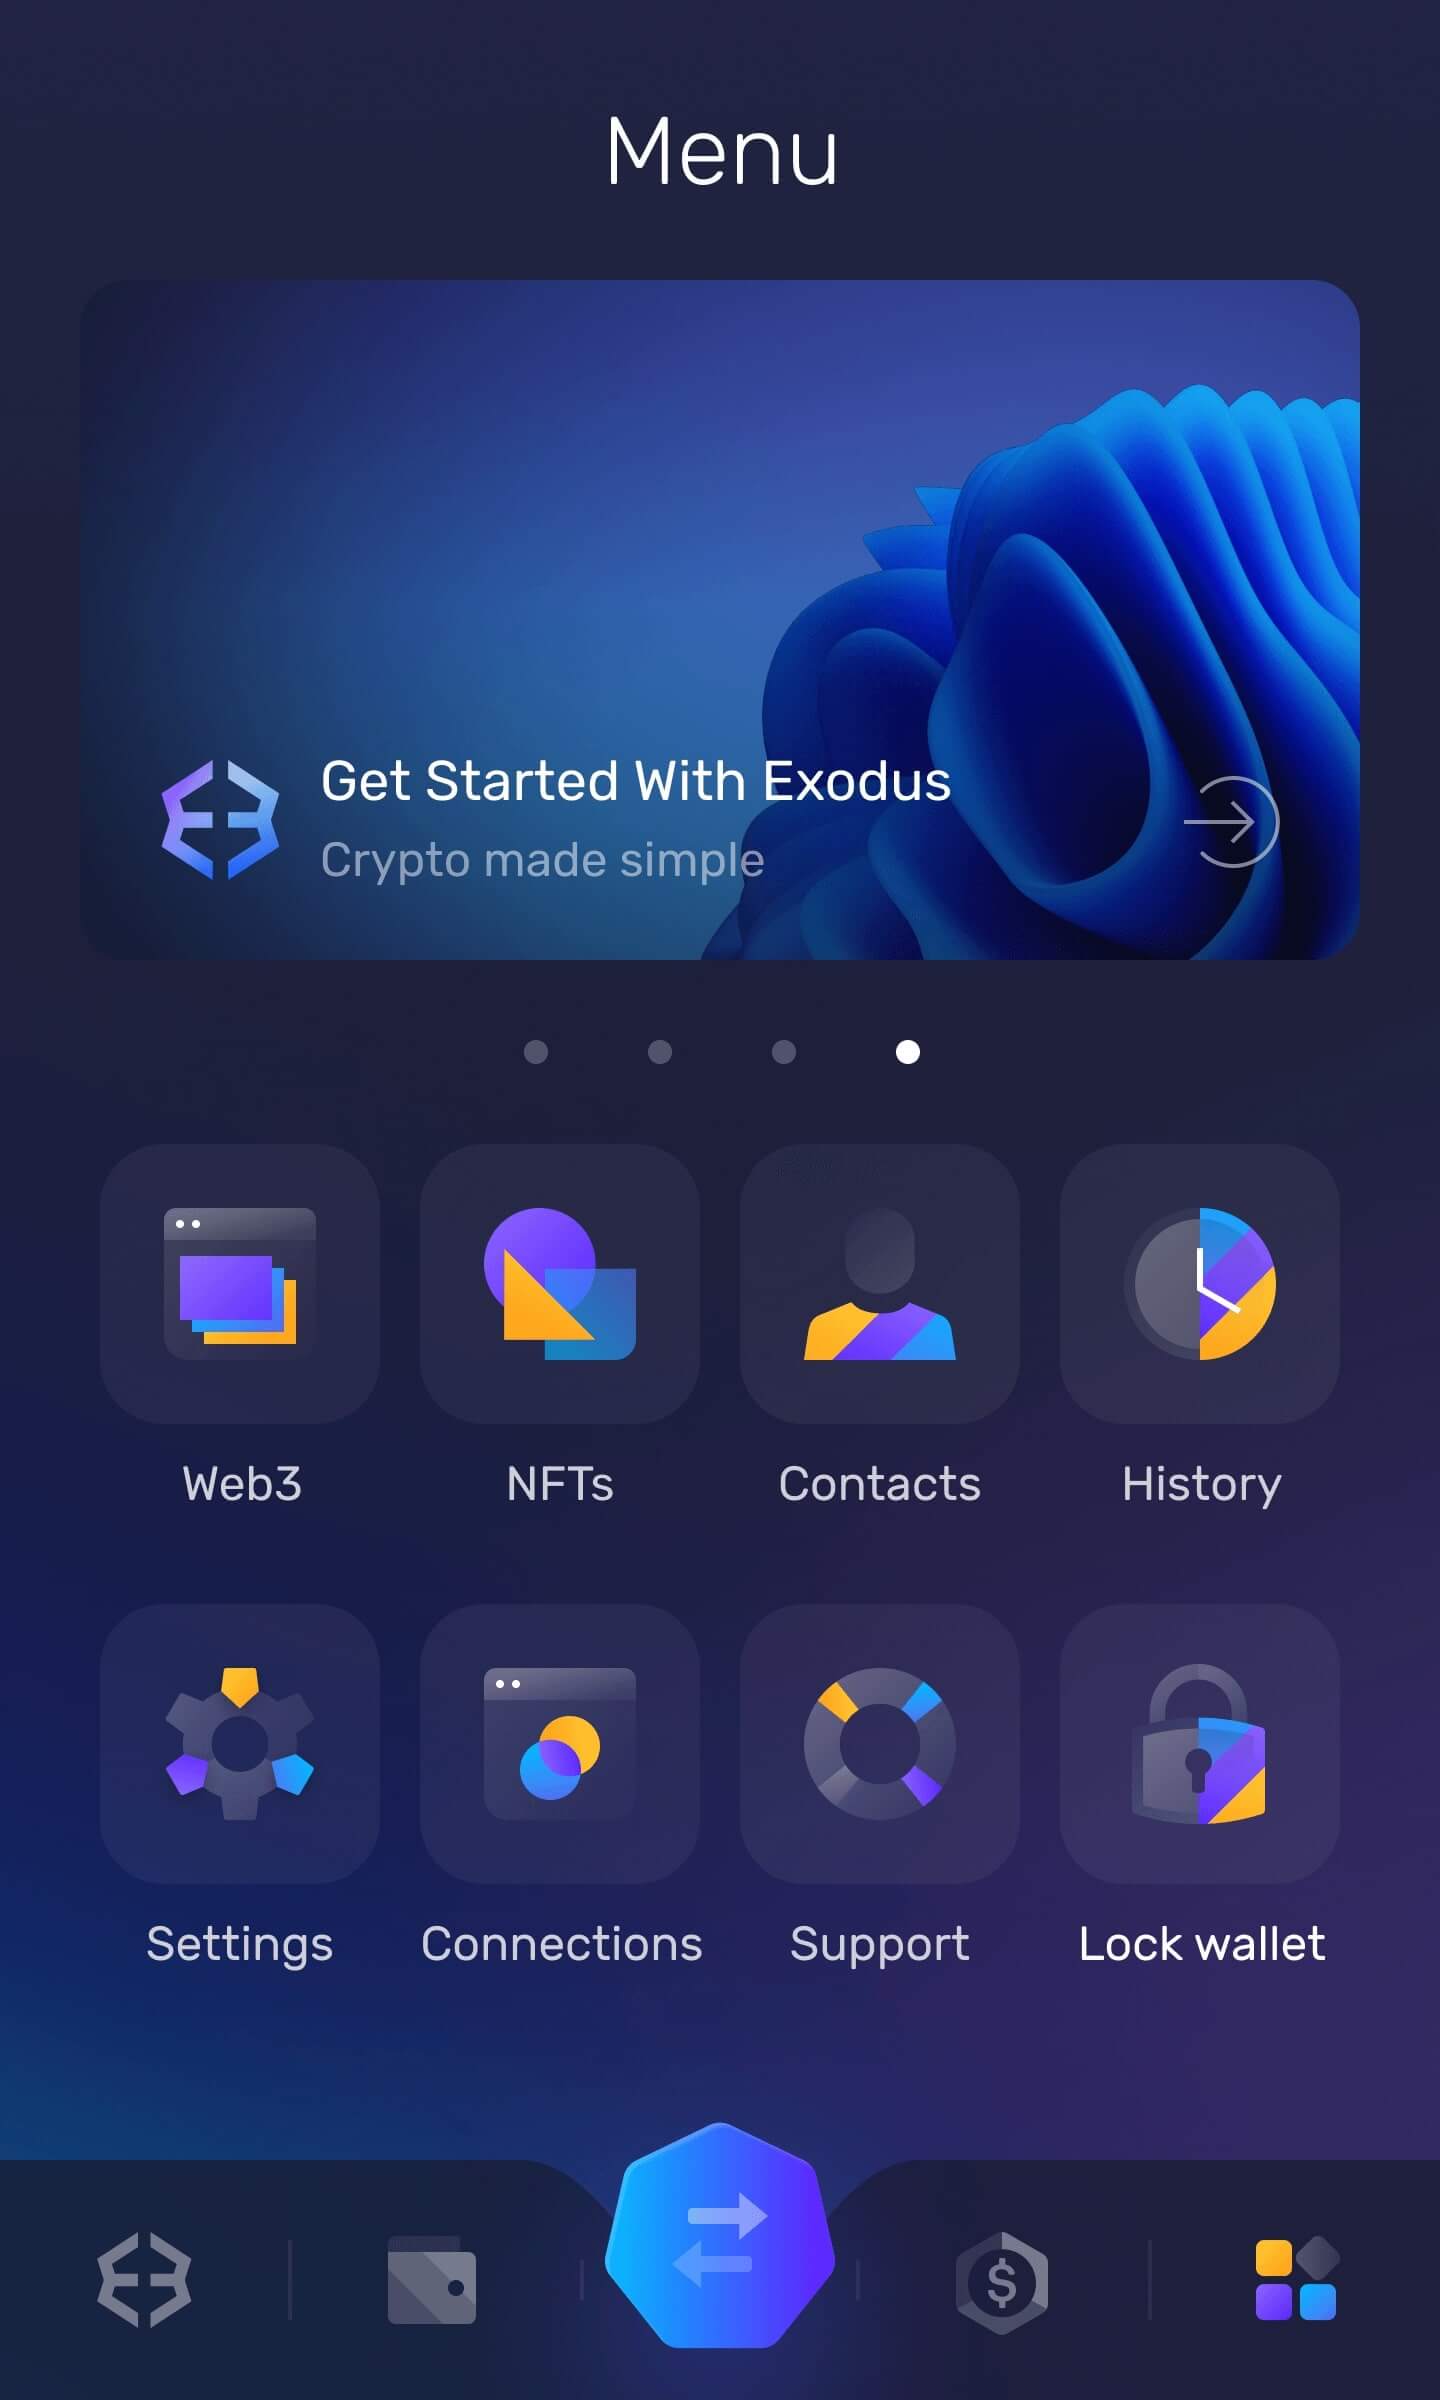 Menu
Get Started With Exodus
Crypto made simple
Web3
NFTs
Contacts
History
Settings
Connections
Support
Lock wallet
$